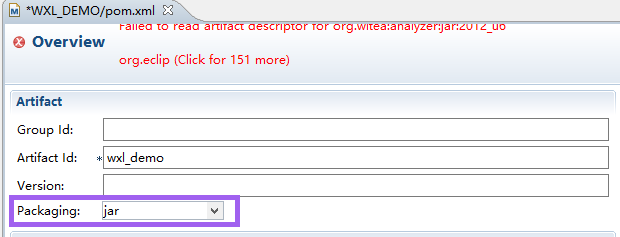 *WXL_DEMO/pom.xml
Failed to read artifact descriptor for org.wltea:analyzer:jar:2012_u6
Overview
org.eclip (Click for 151 more)
Artifact
Group Id:
Artifact Id: * wxl_demo
Version:
Packaging: jar